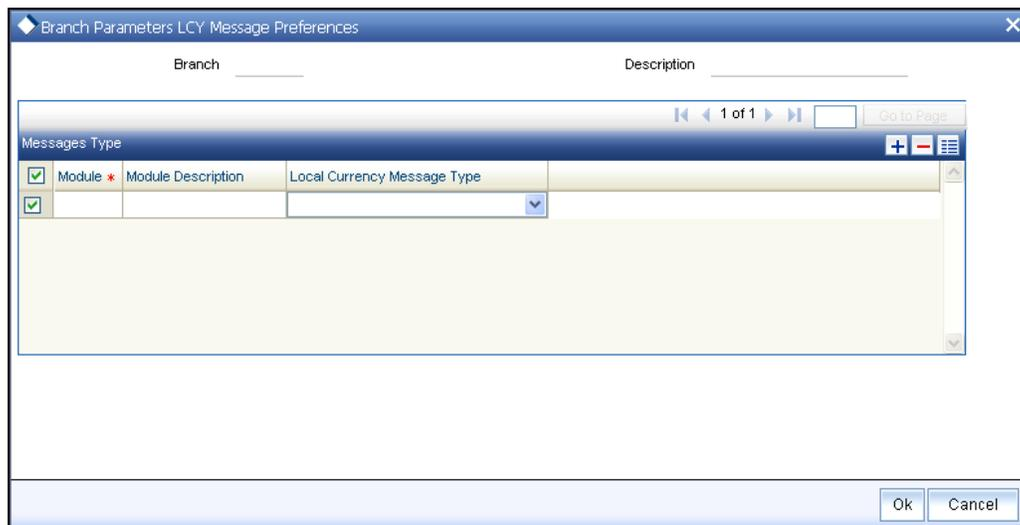 Branch Parameters LCY Message Preferences
Branch
Description
1 of 1
Go to Page
Messages Type
Module * Module Description Local Currency Message Type
Ok Cancel